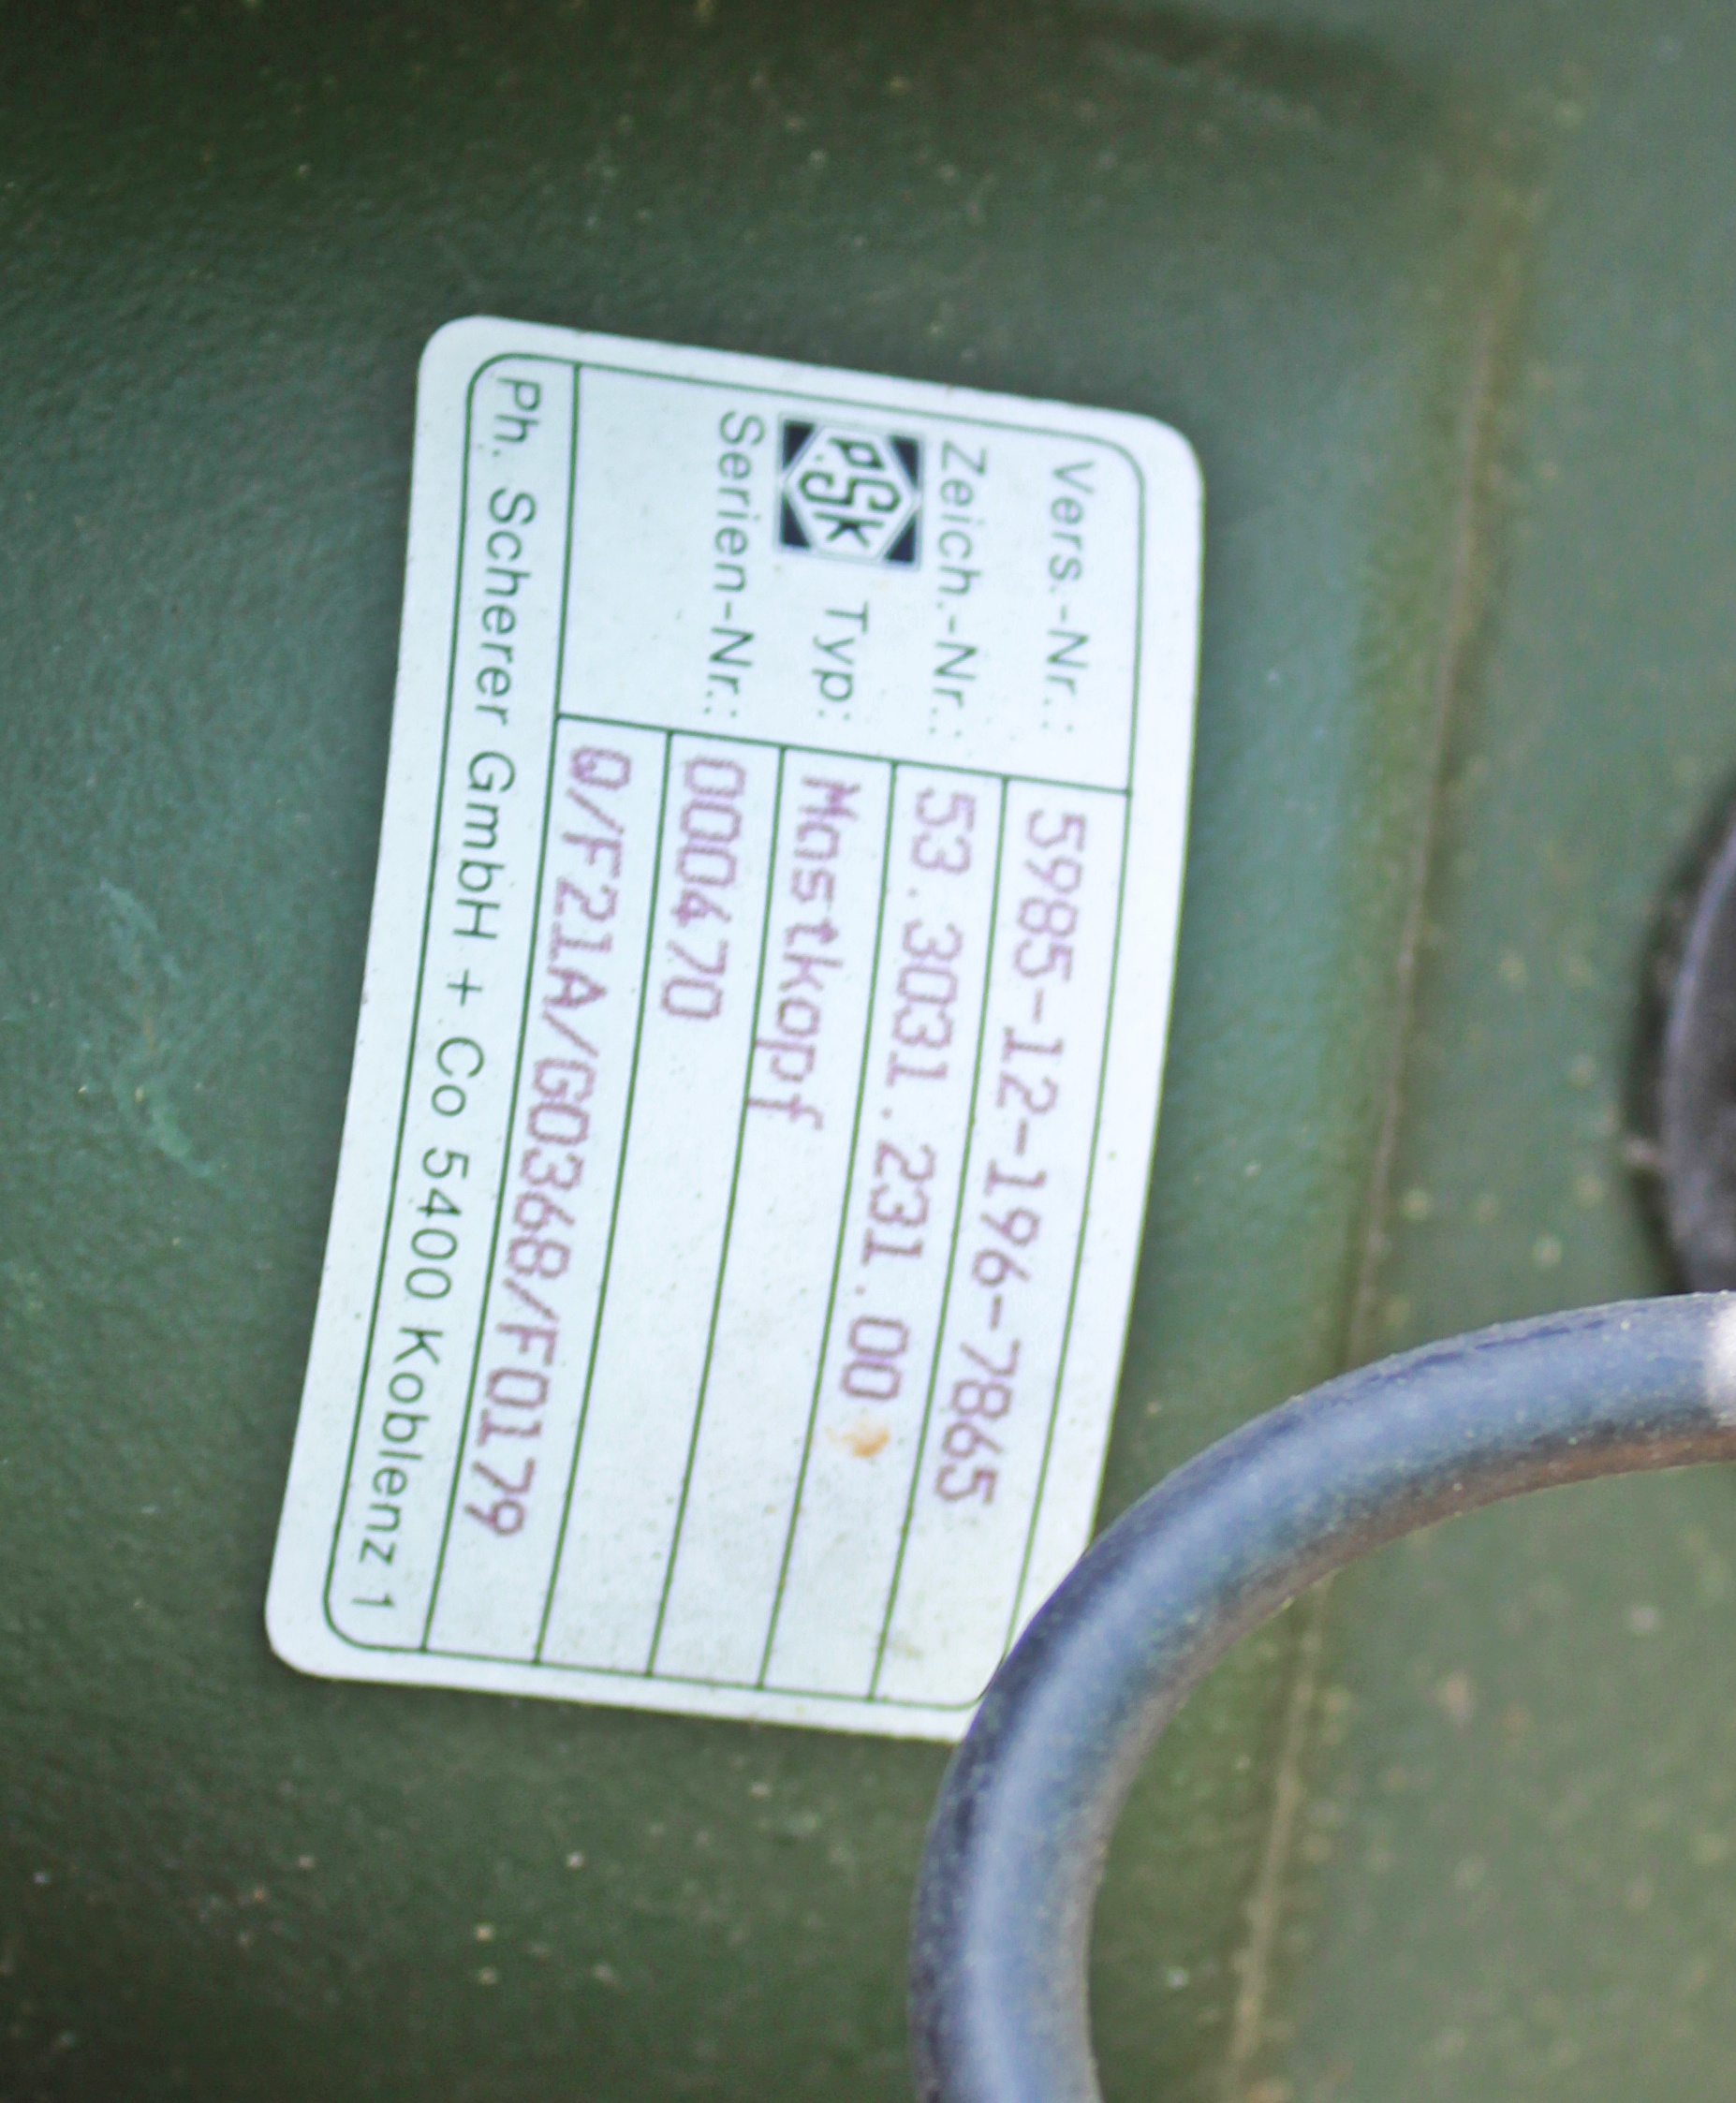 Vers.-Nr.: 5985-12-196-7865
Zeich.-Nr.: 53.3031.231.00
PSK Typ: Mastkopf
Serien-Nr.: 000470
Q/F21A/G0368/F0179
Ph. Scherer GmbH + Co 5400 Koblenz 1